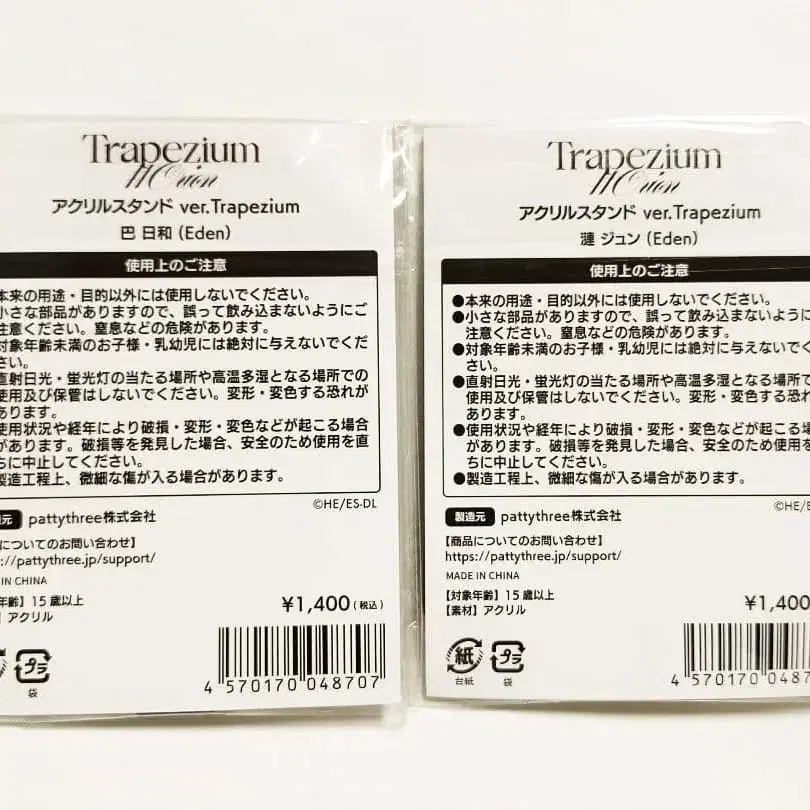 Trapezium
Orion
アクリルスタンド ver.Trapezium
巴 日和 (Eden)
使用上のご注意
本来の用途・目的以外には使用しないでください。
小さな部品がありますので、誤って飲み込まないようにご
注意ください。窒息などの危険があります。
対象年齢未満のお子様・乳幼児には絶対に与えないでくだ
さい。
直射日光・蛍光灯の当たる場所や高温多湿となる場所での
使用及び保管はしないでください。変形・変色する恐れが
あります。
使用状況や経年により破損・変形・変色などが起こる場合
があります。破損等を発見した場合、安全のため使用を直
ちに中止してください。
製造工程上、微細な傷が入る場合があります。
©HE/ES-DL
元 pattythree株式会社
についてのお問い合わせ】
://pattythree.jp/support/
IN CHINA
年齢】15歳以上
】アクリル
¥1,400(税込)
プラ
袋
4 570170 048707
Trapezium
Orion
アクリルスタンド ver.Trapezium
漣 ジュン (Eden)
使用上のご注意
●本来の用途・目的以外には使用しないでください。
●小さな部品がありますので、誤って飲み込まないように
注意ください。窒息などの危険があります。
●対象年齢未満のお子様・乳幼児には絶対に与えないでく
さい。
●直射日光・蛍光灯の当たる場所や高温多湿となる場所で
使用及び保管はしないでください。変形・変色する恐れ
あります。
●使用状況や経年により破損・変形・変色などが起こる場
があります。破損等を発見した場合、安全のため使用を
ちに中止してください。
●製造工程上、微細な傷が入る場合があります。
©HE/ES
製造元 pattythree株式会社
【商品についてのお問い合わせ】
https://pattythree.jp/support/
MADE IN CHINA
【対象年齢】15歳以上
【素材】アクリル
¥1,400
紙 プラ
台紙 袋
4 570170 0487